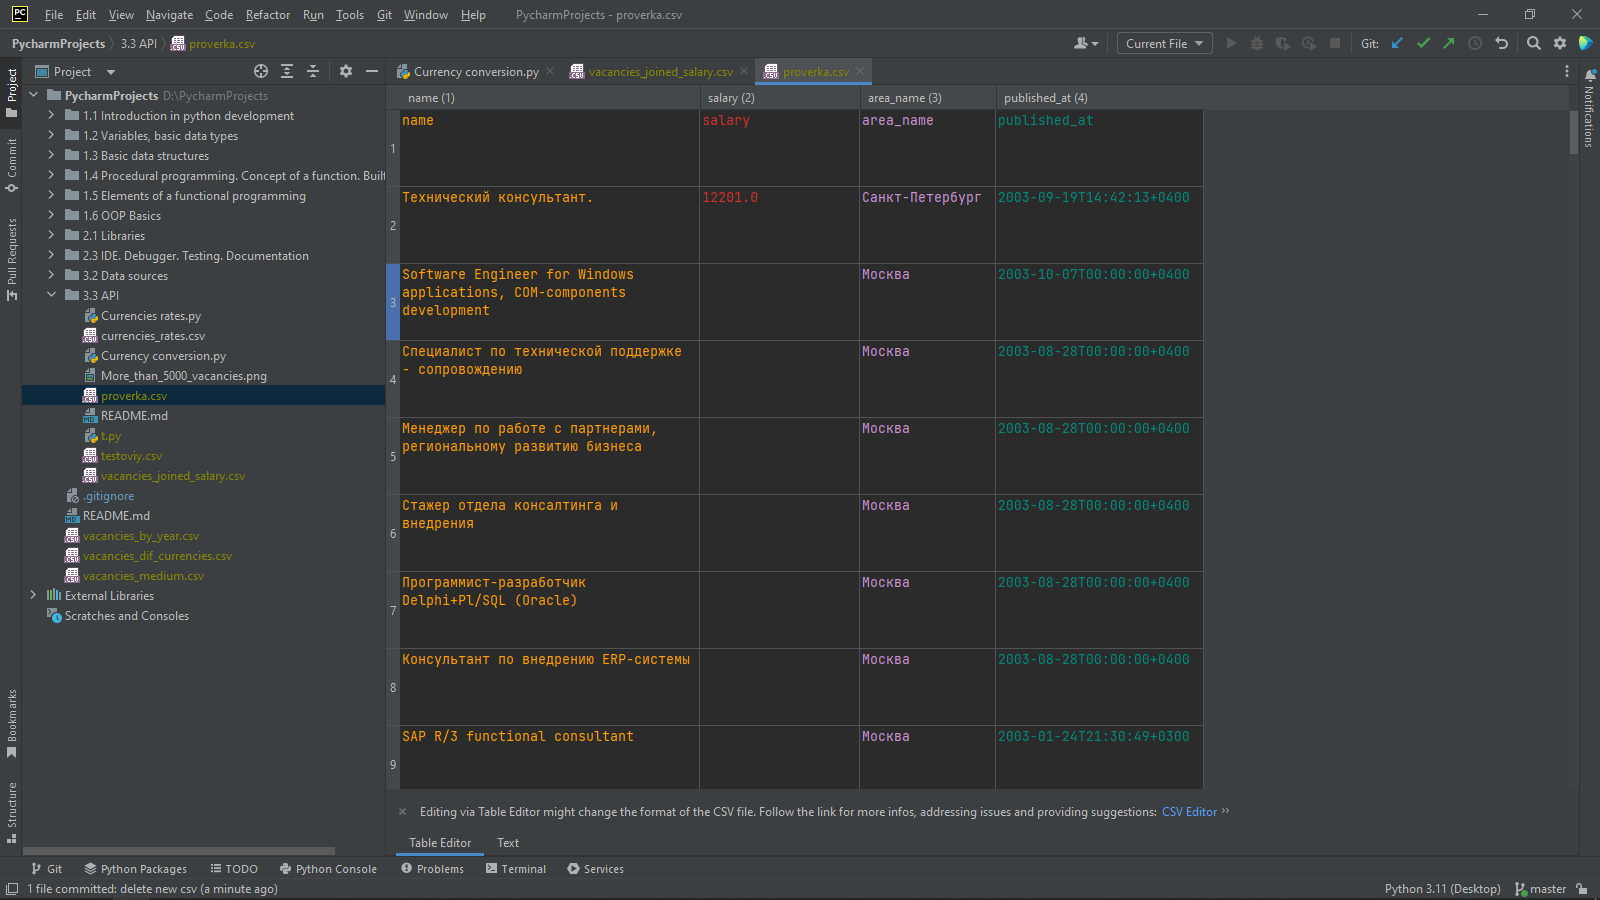 PC File Edit View Navigate Code Refactor Run Tools Git Window Help PycharmProjects - proverka.csv
PycharmProjects 3.3 API proverka.csv Current File Git:
Project
Commit
Pull Requests
Bookmarks
Structure
Project
PycharmProjects D:\PycharmProjects
1.1 Introduction in python development
1.2 Variables, basic data types
1.3 Basic data structures
1.4 Procedural programming. Concept of a function. Built
1.5 Elements of a functional programming
1.6 OOP Basics
2.1 Libraries
2.3 IDE. Debugger. Testing. Documentation
3.2 Data sources
3.3 API
Currencies rates.py
currencies_rates.csv
Currency conversion.py
More_than_5000_vacancies.png
proverka.csv
README.md
t.py
testoviy.csv
vacancies_joined_salary.csv
.gitignore
README.md
vacancies_by_year.csv
vacancies_dif_currencies.csv
vacancies_medium.csv
External Libraries
Scratches and Consoles
Currency conversion.py vacancies_joined_salary.csv proverka.csv
name (1) salary (2) area_name (3) published_at (4)
name salary area_name published_at
1
Технический консультант. 12201.0 Санкт-Петербург 2003-09-19T14:42:13+0400
2
Software Engineer for Windows Москва 2003-10-07T00:00:00+0400
applications, COM-components
3 development
Специалист по технической поддержке Москва 2003-08-28T00:00:00+0400
- сопровождению
4
Менеджер по работе с партнерами, Москва 2003-08-28T00:00:00+0400
региональному развитию бизнеса
5
Стажер отдела консалтинга и Москва 2003-08-28T00:00:00+0400
внедрения
6
Программист-разработчик Москва 2003-08-28T00:00:00+0400
Delphi+Pl/SQL (Oracle)
7
Консультант по внедрению ERP-системы Москва 2003-08-28T00:00:00+0400
8
SAP R/3 functional consultant Москва 2003-01-24T21:30:49+0300
9
Editing via Table Editor might change the format of the CSV file. Follow the link for more infos, addressing issues and providing suggestions: CSV Editor
Table Editor Text
Notifications
Git Python Packages TODO Python Console Problems Terminal Services
1 file committed: delete new csv (a minute ago) Python 3.11 (Desktop) master